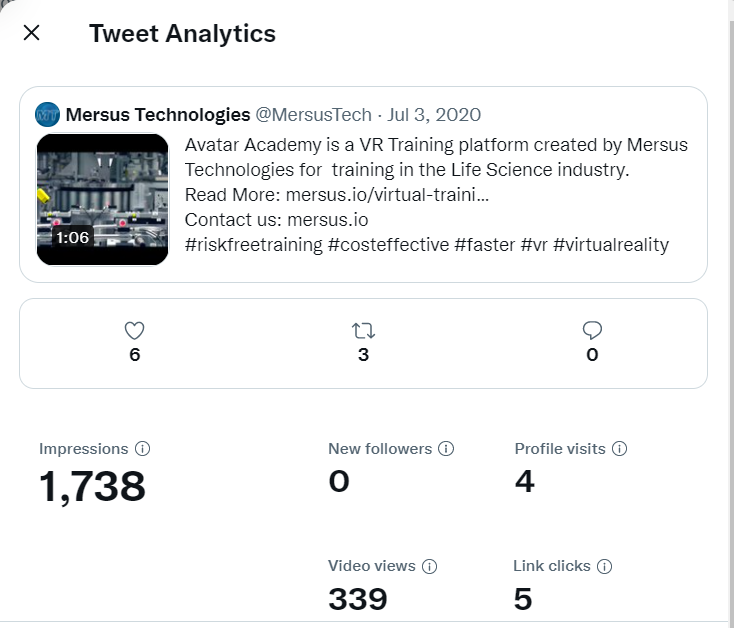 Tweet Analytics
Mersus Technologies @MersusTech · Jul 3, 2020
Avatar Academy is a VR Training platform created by Mersus
Technologies for training in the Life Science industry.
Read More: mersus.io/virtual-traini...
Contact us: mersus.io
#riskfreetraining #costeffective #faster #vr #virtualreality
1:06
6
3
0
Impressions
1,738
New followers
0
Profile visits
4
Video views
339
Link clicks
5